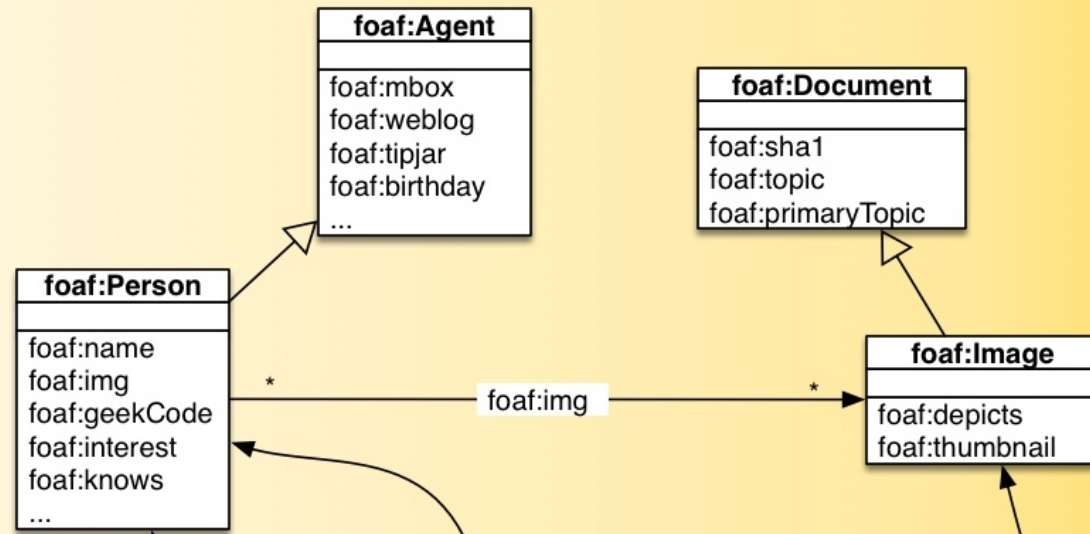 foaf:Agent
foaf:mbox
foaf:weblog
foaf:tipjar
foaf:birthday
...
foaf:Document
foaf:sha1
foaf:topic
foaf:primaryTopic
foaf:Person
foaf:name
foaf:img
foaf:geekCode
foaf:interest
foaf:knows
...
* foaf:img *
foaf:Image
foaf:depicts
foaf:thumbnail